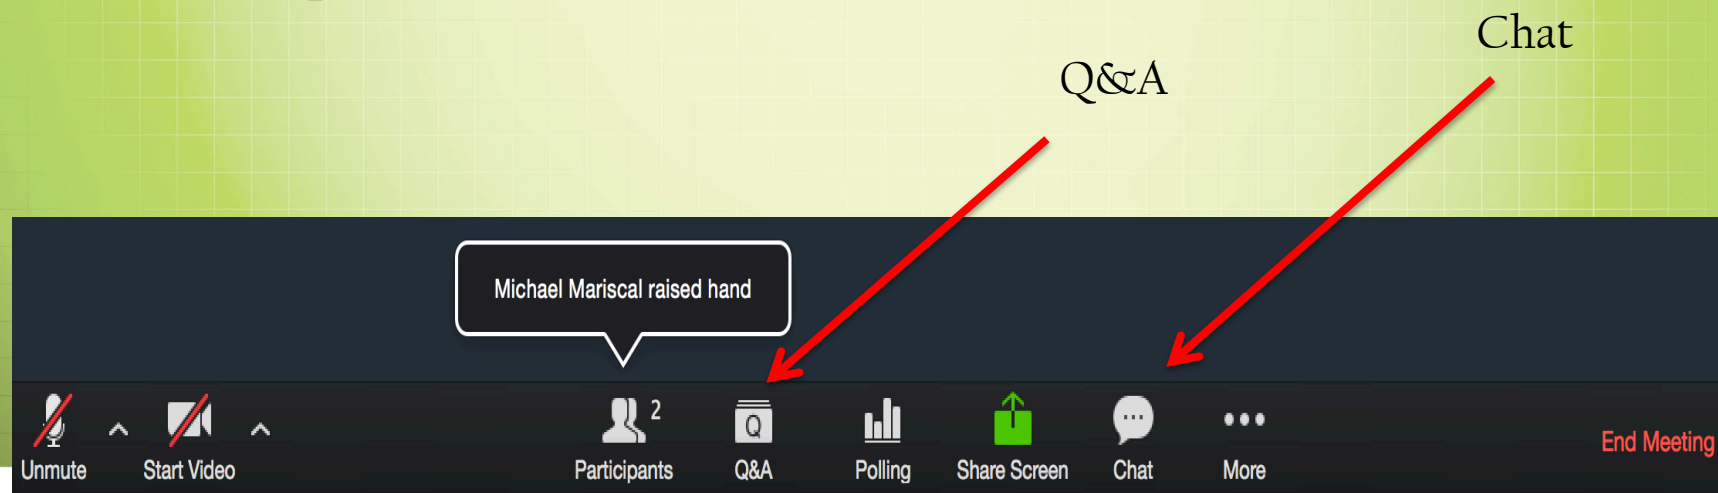 Chat
Q&A
Michael Mariscal raised hand
2
Q
Unmute
Start Video
Participants
Q&A
Polling
Share Screen
Chat
More
End Meeting